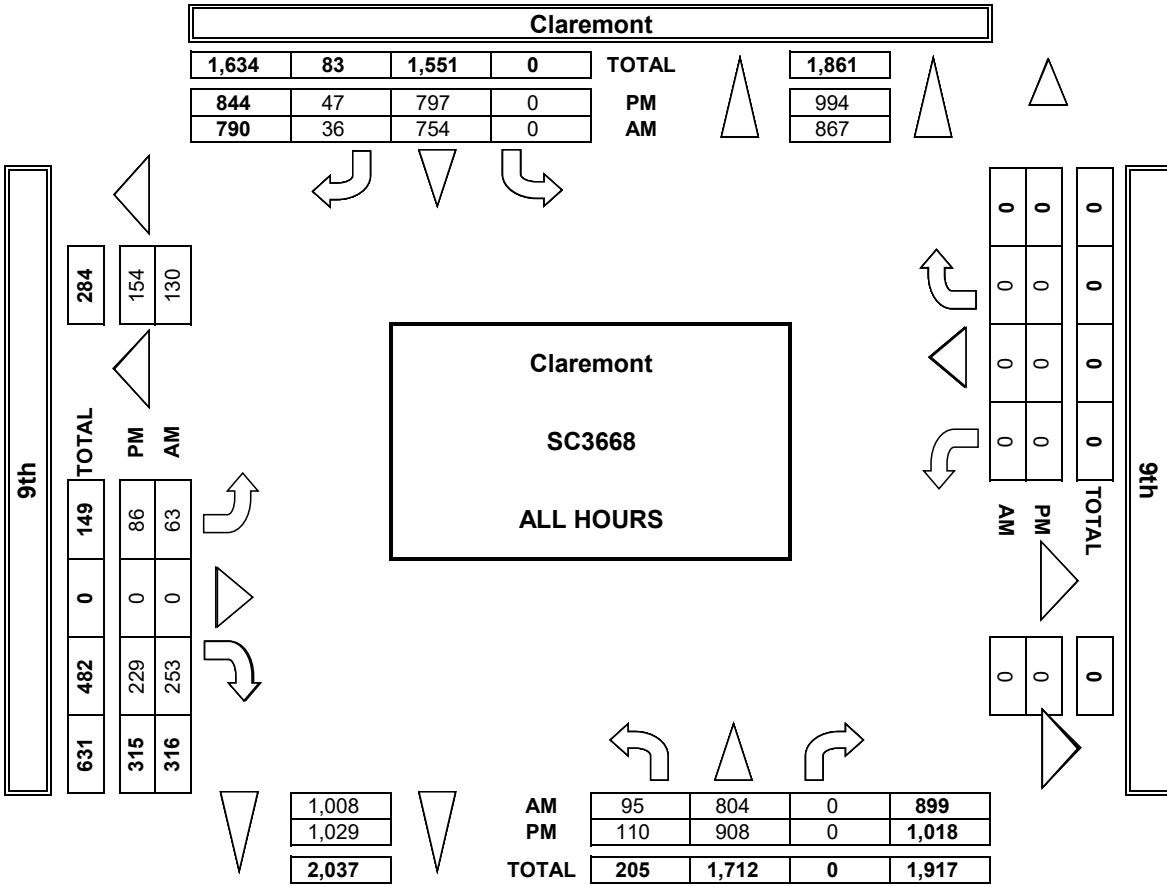 Claremont
1,634 83 1,551 0 TOTAL 1,861
844 47 797 0 PM 994
790 36 754 0 AM 867
9th
284 154 130
TOTAL PM AM
149 86 63
0 0 0
482 229 253
631 315 316
Claremont
SC3668
ALL HOURS
0 0 0
0 0 0
0 0 0
0 0 0
AM PM TOTAL
0 0 0
9th
1,008 AM 95 804 0 899
1,029 PM 110 908 0 1,018
2,037 TOTAL 205 1,712 0 1,917